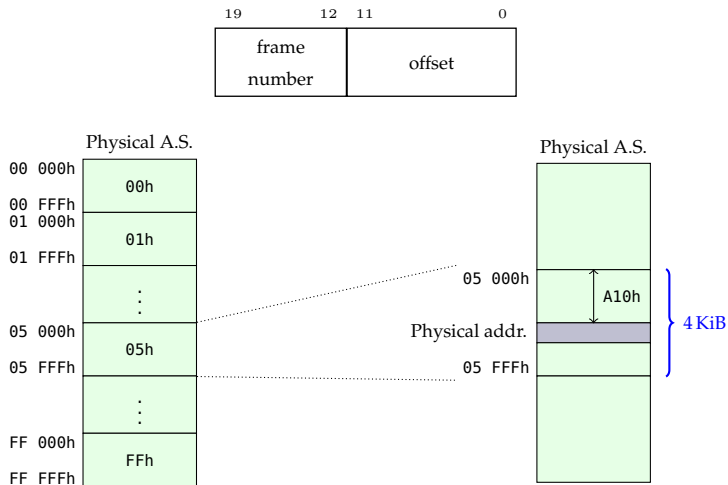 19 12 11 0
frame
number
offset
Physical A.S.
00 000h
00h
00 FFFh
01 000h
01h
01 FFFh
⋮
05 000h
05h
05 FFFh
⋮
FF 000h
FFh
FF FFFh
Physical A.S.
05 000h
A10h
Physical addr.
4 KiB
05 FFFh